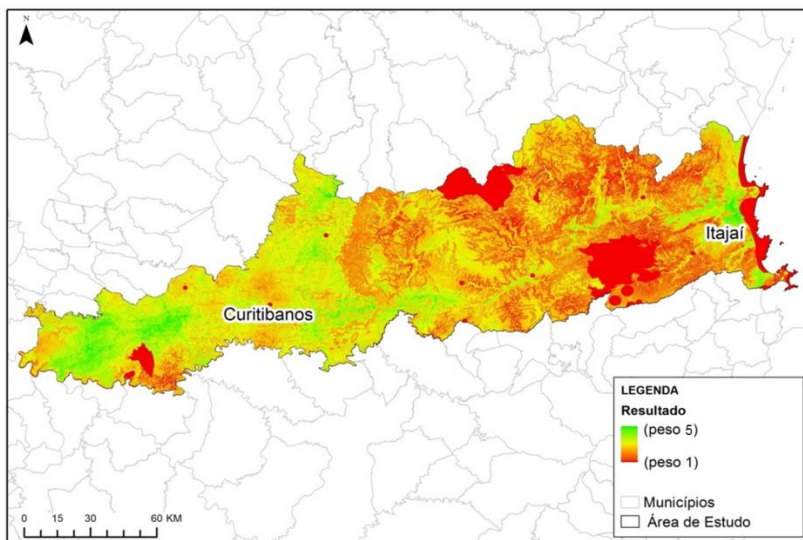 N
Itajaí
Curitibanos
LEGENDA
Resultado
(peso 5)
(peso 1)
Municípios
Área de Estudo
0 15 30 60 KM